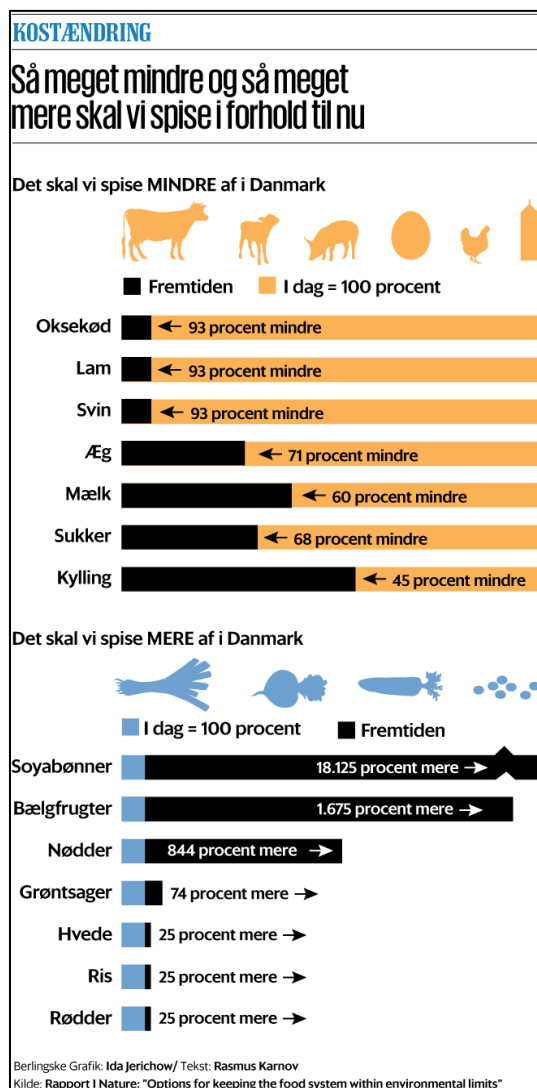 KOSTÆNDRING
Så meget mindre og så meget
mere skal vi spise i forhold til nu
Det skal vi spise MINDRE af i Danmark
Fremtiden I dag = 100 procent
Oksekød 93 procent mindre
Lam 93 procent mindre
Svin 93 procent mindre
Æg 71 procent mindre
Mælk 60 procent mindre
Sukker 68 procent mindre
Kylling 45 procent mindre
Det skal vi spise MERE af i Danmark
I dag = 100 procent Fremtiden
Soyabønner 18.125 procent mere
Bælgfrugter 1.675 procent mere
Nødder 844 procent mere
Grøntsager 74 procent mere
Hvede 25 procent mere
Ris 25 procent mere
Rødder 25 procent mere
Berlingske Grafik: Ida Jerichow/ Tekst: Rasmus Karnov
Kilde: Rapport I Nature: "Options for keeping the food system within environmental limits"